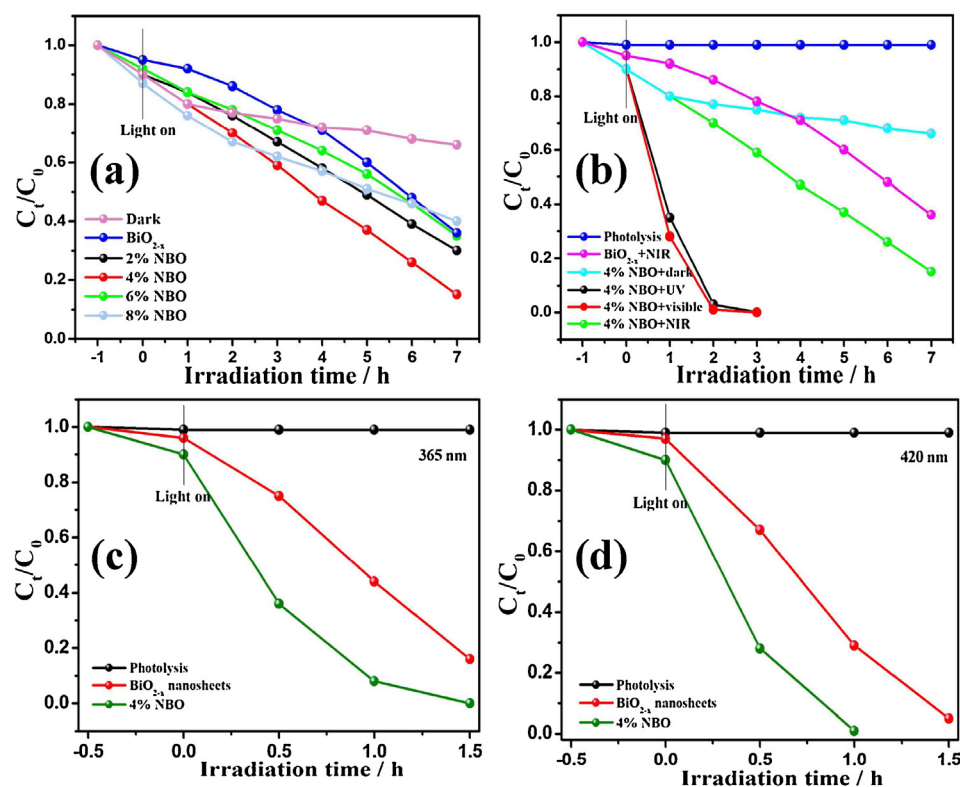 1.0
0.8
0.6
0.4
0.2
0.0
Cₜ/C₀
(a)
Light on
Dark
BiO₂₋ₓ
2% NBO
4% NBO
6% NBO
8% NBO
-1 0 1 2 3 4 5 6 7
Irradiation time / h
1.0
0.8
0.6
0.4
0.2
0.0
Cₜ/C₀
(b)
Light on
Photolysis
BiO₂₋ₓ+NIR
4% NBO+dark
4% NBO+UV
4% NBO+visible
4% NBO+NIR
-1 0 1 2 3 4 5 6 7
Irradiation time / h
1.0
0.8
0.6
0.4
0.2
0.0
Cₜ/C₀
(c)
365 nm
Light on
Photolysis
BiO₂₋ₓ nanosheets
4% NBO
-0.5 0.0 0.5 1.0 1.5
Irradiation time / h
1.0
0.8
0.6
0.4
0.2
0.0
Cₜ/C₀
(d)
420 nm
Light on
Photolysis
BiO₂₋ₓ nanosheets
4% NBO
-0.5 0.0 0.5 1.0 1.5
Irradiation time / h